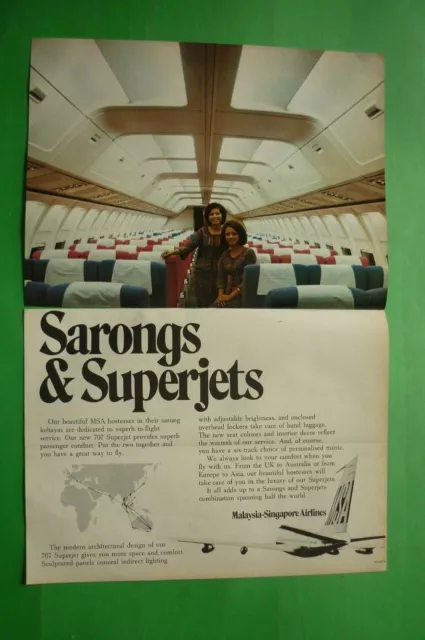 Sarongs
& Superjets
Our beautiful MSA hostesses in their sarong
kebayas are dedicated to superb in-flight
service. Our new 707 Superjet provides superb
passenger comfort. Put the two together and
you have a great way to fly.
The modern architectural design of our
707 Superjet gives you more space and comfort.
Sculptured panels conceal indirect lighting
with adjustable brightness, and enclosed
overhead lockers take care of hand luggage.
The new seat colours and interior decor reflect
the warmth of our service. And, of course,
you have a six-track choice of personalised music.
We always look to your comfort when you
fly with us. From the UK to Australia or from
Europe to Asia, our beautiful hostesses will
take care of you in the luxury of our Superjets.
It all adds up to a Sarongs and Superjets
combination spanning half the world.
Malaysia-Singapore Airlines
MSA